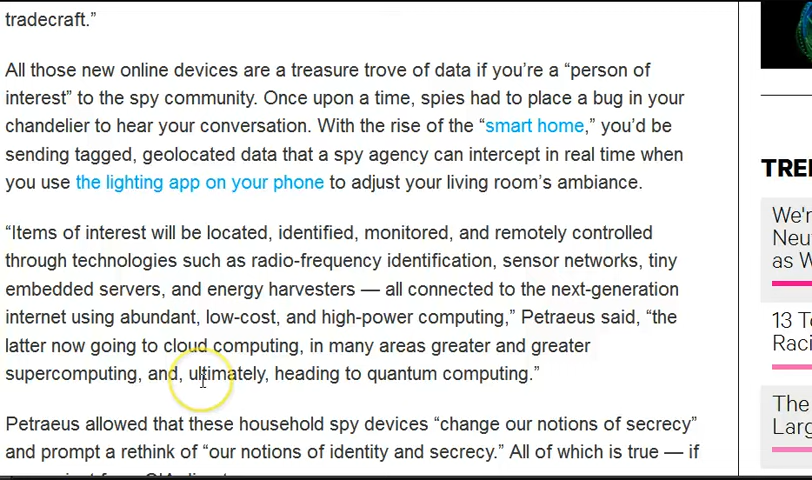 tradecraft.”
All those new online devices are a treasure trove of data if you’re a “person of
interest” to the spy community. Once upon a time, spies had to place a bug in your
chandelier to hear your conversation. With the rise of the “smart home,” you’d be
sending tagged, geolocated data that a spy agency can intercept in real time when
you use the lighting app on your phone to adjust your living room’s ambiance.
“Items of interest will be located, identified, monitored, and remotely controlled
through technologies such as radio-frequency identification, sensor networks, tiny
embedded servers, and energy harvesters — all connected to the next-generation
internet using abundant, low-cost, and high-power computing,” Petraeus said, “the
latter now going to cloud computing, in many areas greater and greater
supercomputing, and, ultimately, heading to quantum computing.”
Petraeus allowed that these household spy devices “change our notions of secrecy”
and prompt a rethink of “our notions of identity and secrecy.” All of which is true — if
TRE
We’r
Neu
as W
13 T
Raci
The
Larg